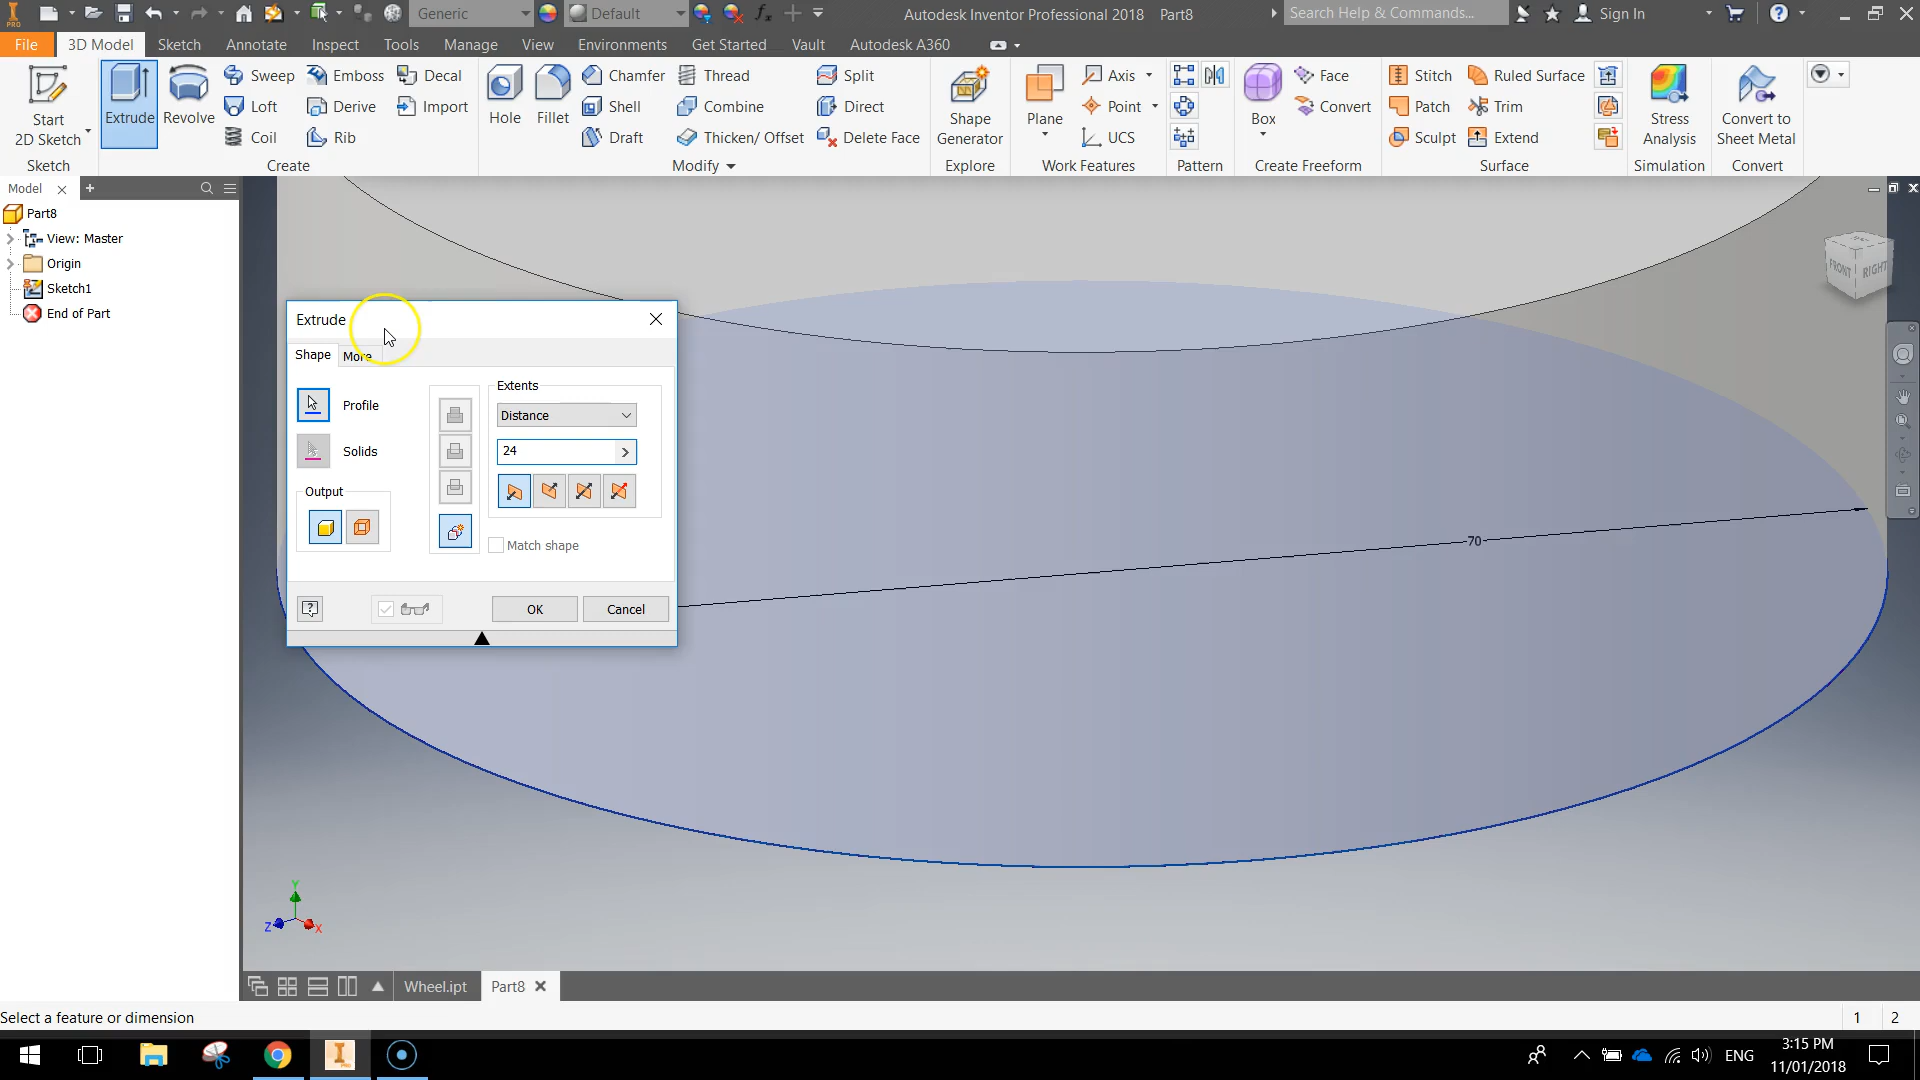 PRO
Generic
Default
Autodesk Inventor Professional 2018 Part8
Search Help & Commands...
Sign In
File
3D Model
Sketch
Annotate
Inspect
Tools
Manage
View
Environments
Get Started
Vault
Autodesk A360
Start
2D Sketch
Extrude
Revolve
Sweep
Loft
Coil
Emboss
Derive
Rib
Decal
Import
Hole
Fillet
Chamfer
Shell
Draft
Thread
Combine
Thicken/ Offset
Split
Direct
Delete Face
Shape
Generator
Plane
Axis
Point
UCS
Box
Face
Convert
Stitch
Patch
Sculpt
Ruled Surface
Trim
Extend
Stress
Analysis
Convert to
Sheet Metal
Sketch
Create
Modify
Explore
Work Features
Pattern
Create Freeform
Surface
Simulation
Convert
Model
Part8
View: Master
Origin
Sketch1
End of Part
FRONT
RIGHT
Extrude
Shape
More
Profile
Solids
Output
Extents
Distance
24
Match shape
OK
Cancel
70
Y
Z
X
Wheel.ipt
Part8
Select a feature or dimension
1
2
ENG
3:15 PM
11/01/2018